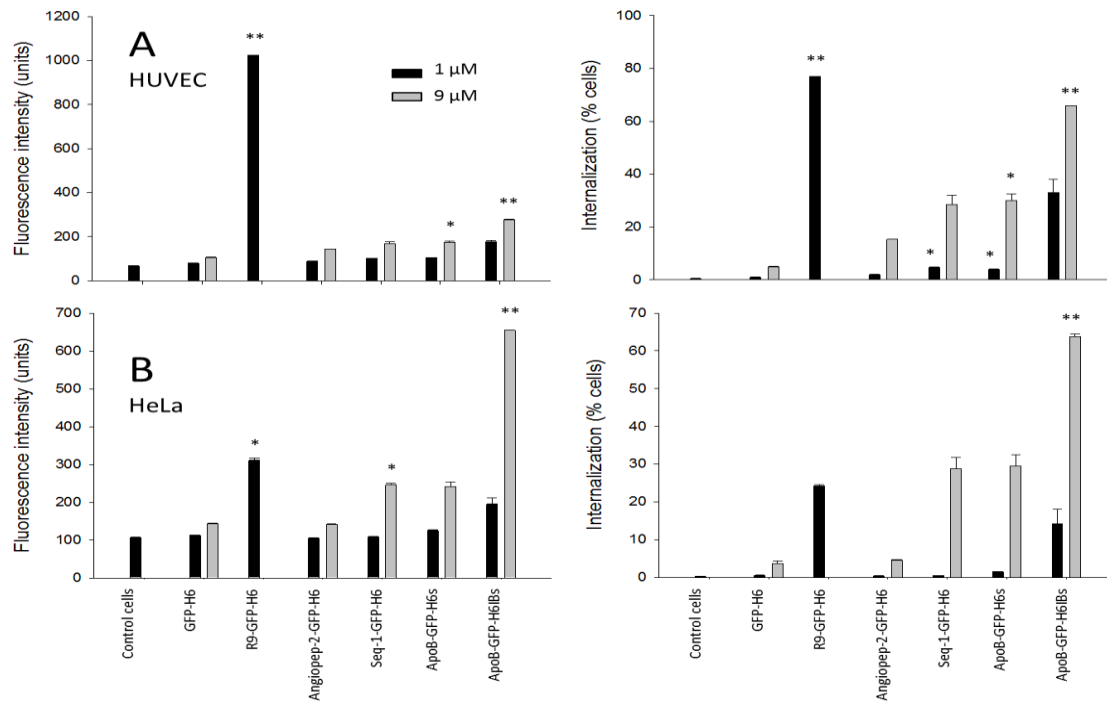 A
HUVEC
1 μM
9 μM
Fluorescence intensity (units)
1200
1000
800
600
400
200
0
**
*
**
Internalization (% cells)
100
80
60
40
20
0
**
*
*
*
**
B
HeLa
Fluorescence intensity (units)
700
600
500
400
300
200
100
0
*
*
**
Internalization (% cells)
70
60
50
40
30
20
10
0
**
Control cells
GFP-H6
R9-GFP-H6
Angiopep-2-GFP-H6
Seq-1-GFP-H6
ApoB-GFP-H6s
ApoB-GFP-H6IBs
Control cells
GFP-H6
R9-GFP-H6
Angiopep-2-GFP-H6
Seq-1-GFP-H6
ApoB-GFP-H6s
ApoB-GFP-H6IBs